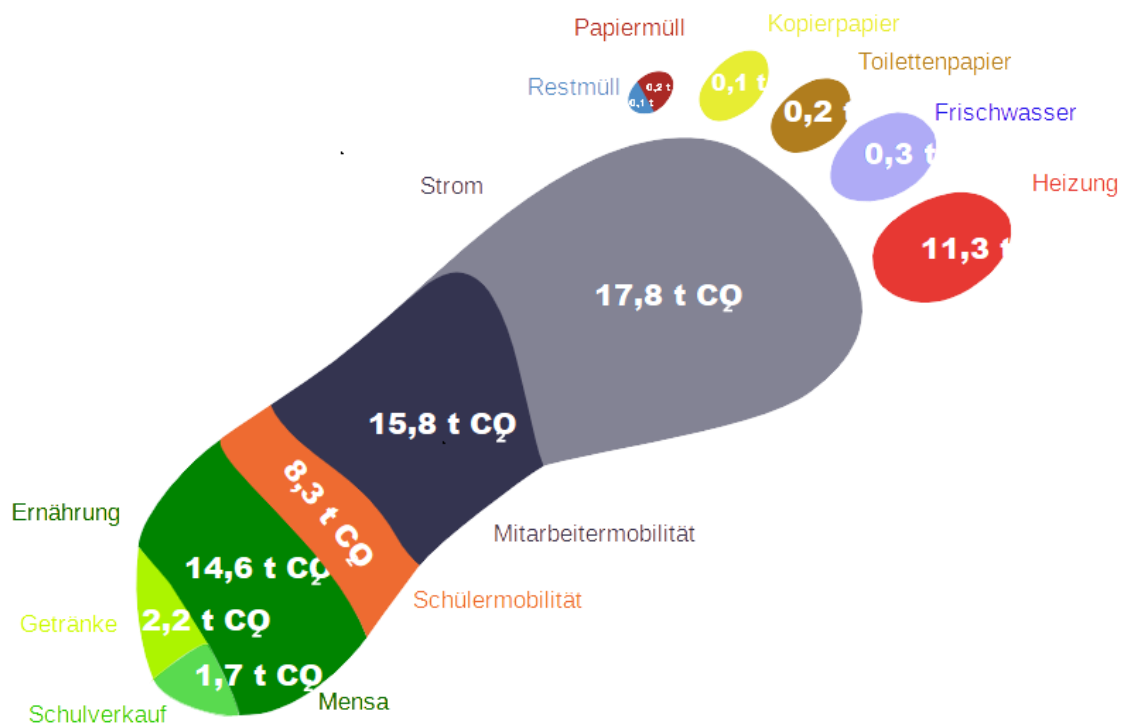 Papiermüll
Kopierpapier
Restmüll
0,2 t
0,1 t
0,1 t
Toilettenpapier
0,2 t
Frischwasser
0,3 t
Strom
Heizung
11,3 t
17,8 t CO2
15,8 t CO2
8,3 t CO2
Ernährung
Mitarbeitermobilität
14,6 t CO2
Schülermobilität
Getränke
2,2 t CO2
1,7 t CO2
Mensa
Schulverkauf